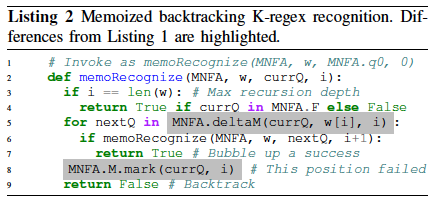 Listing 2 Memoized backtracking K-regex recognition. Dif-
ferences from Listing 1 are highlighted.
1 # Invoke as memoRecognize(MNFA, w, MNFA.q0, 0)
2 def memoRecognize(MNFA, w, currQ, i):
3 if i == len(w): # Max recursion depth
4 return True if currQ in MNFA.F else False
5 for nextQ in MNFA.deltaM(currQ, w[i], i) :
6 if memoRecognize(MNFA, w, nextQ, i+1):
7 return True # Bubble up a success
8 MNFA.M.mark(currQ, i) # This position failed
9 return False # Backtrack